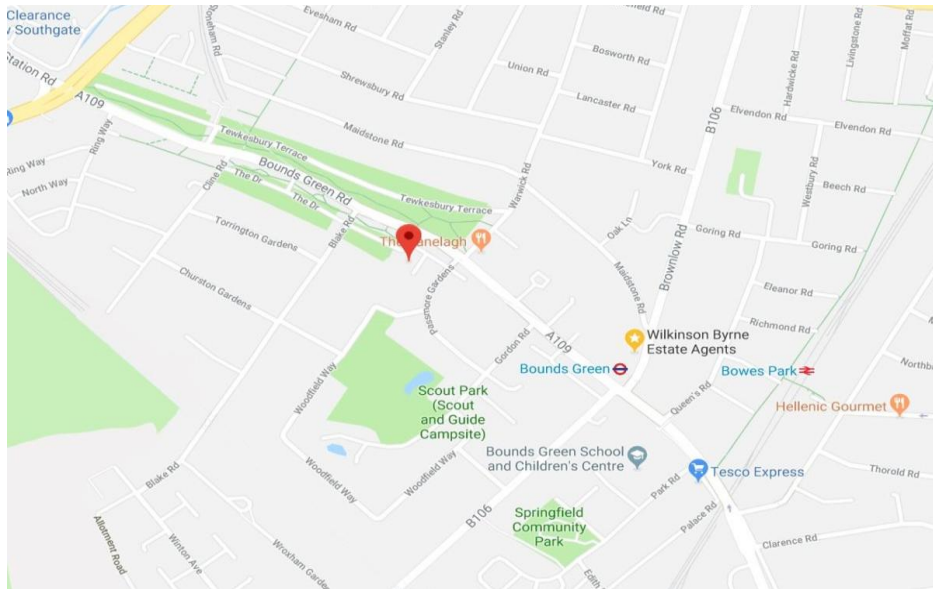 Clearance
Southgate
Evesham Rd
Stoneham Rd
Stanley Rd
Livingstone Rd
Moffat Rd
Station Rd
Shrewsbury Rd
Union Rd
Bosworth Rd
Hardwicke Rd
A109
Lancaster Rd
B106
Elvendon Rd
Elvendon Rd
Ring Way
Tewkesbury Terrace
Maidstone Rd
Ring Way
Bounds Green Rd
York Rd
Westbury Rd
Beech Rd
North Way
Cline Rd
The Dr
The Dr
Tewkesbury Terrace
Warwick Rd
Torrington Gardens
Blake Rd
Oak Ln
Goring Rd
Goring Rd
Brownlow Rd
Churston Gardens
Passmore Gardens
Maidstone Rd
Eleanor Rd
Richmond Rd
Gordon Rd
A109
Wilkinson Byrne
Estate Agents
Bounds Green
Bowes Park
Woodfield Way
Scout Park
(Scout
and Guide
Campsite)
Queen's Rd
Hellenic Gourmet
Bounds Green School
and Children's Centre
Tesco Express
Thorold Rd
Blake Rd
Woodfield Way
Woodfield Way
Park Rd
B106
Springfield
Community
Park
Palace Rd
Allotment Road
Winton Ave
Clarence Rd